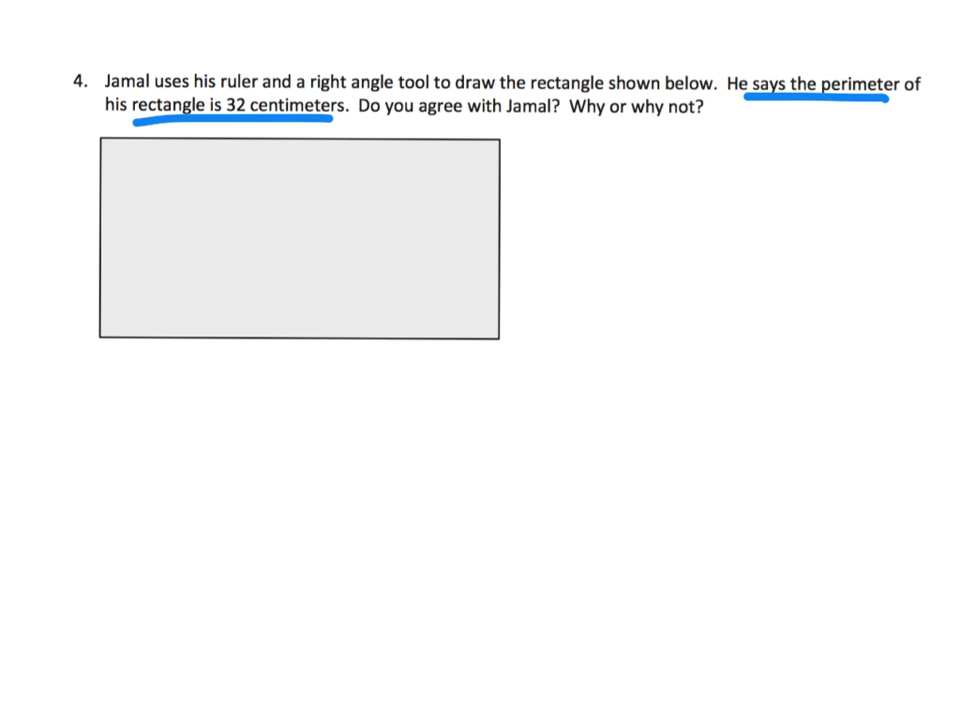 4. Jamal uses his ruler and a right angle tool to draw the rectangle shown below. He says the perimeter of
his rectangle is 32 centimeters. Do you agree with Jamal? Why or why not?